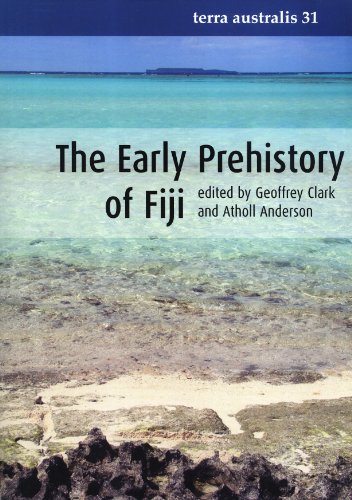 terra australis 31
The Early Prehistory
of Fiji
edited by Geoffrey Clark
and Atholl Anderson